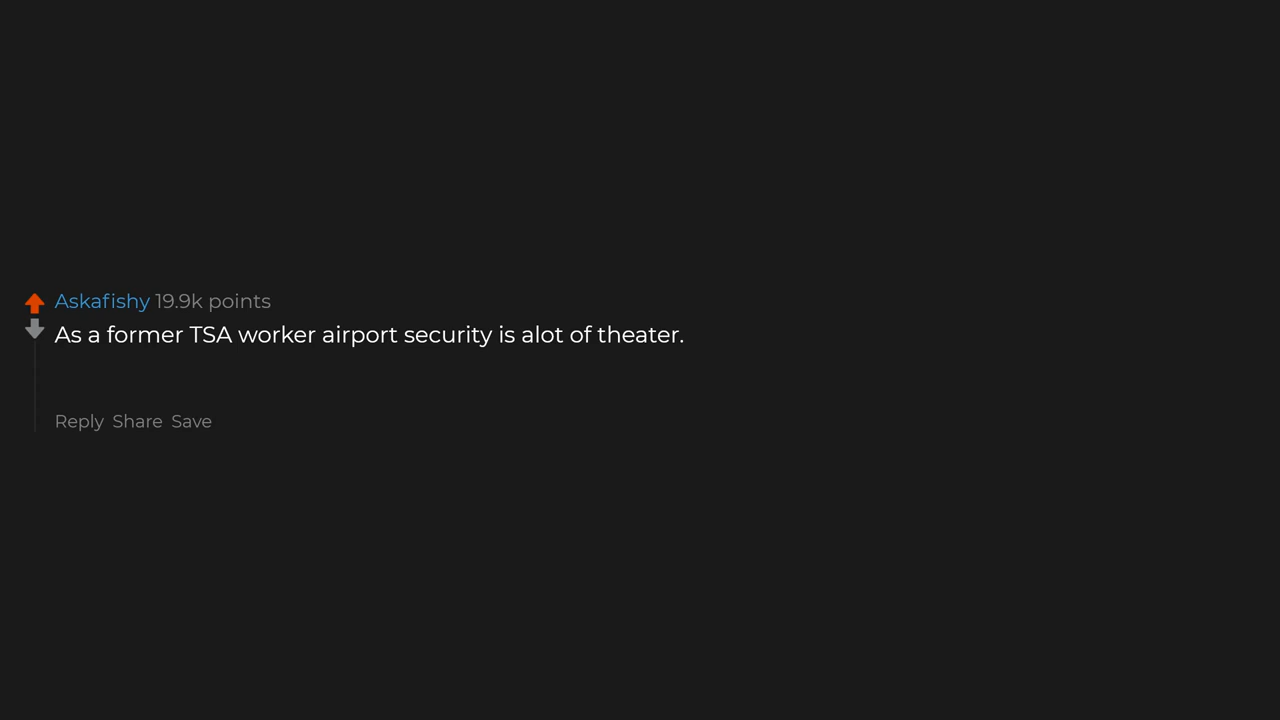 Askafishy 19.9k points
As a former TSA worker airport security is alot of theater.
Reply Share Save